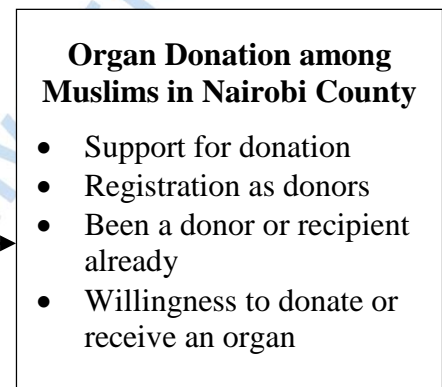 Organ Donation among
Muslims in Nairobi County
• Support for donation
• Registration as donors
• Been a donor or recipient
already
• Willingness to donate or
receive an organ